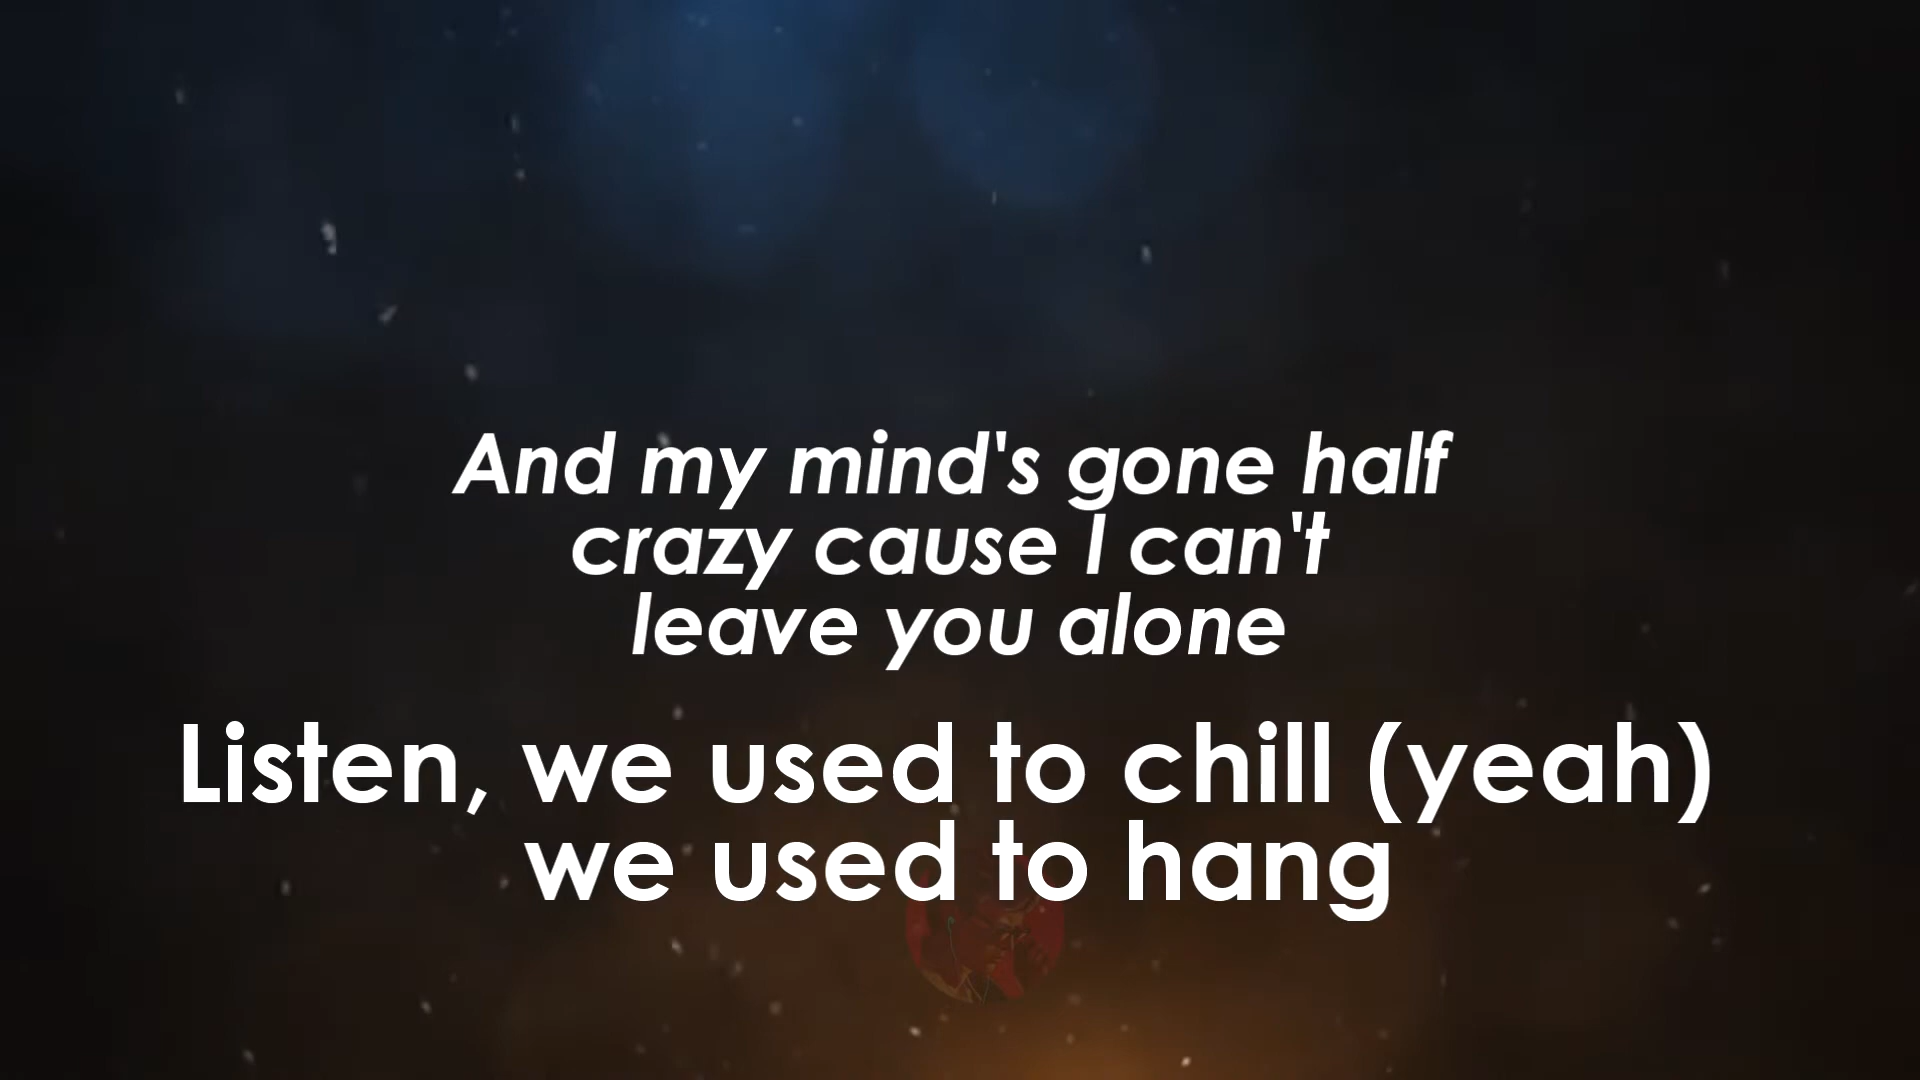 And my mind's gone half
crazy cause I can't
leave you alone
Listen, we used to chill (yeah)
we used to hang